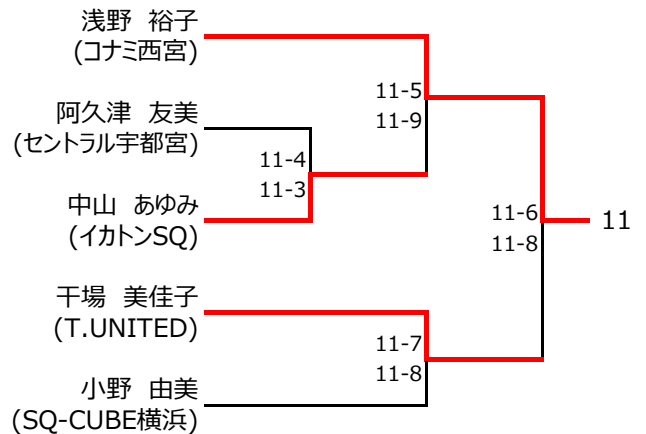 浅野 裕子
(コナミ西宮)
11-5
11-9
阿久津 友美
(セントラル宇都宮)
11-4
11-3
中山 あゆみ
(イカトンSQ)
11-6
11-8
11
干場 美佳子
(T.UNITED)
11-7
11-8
小野 由美
(SQ-CUBE横浜)